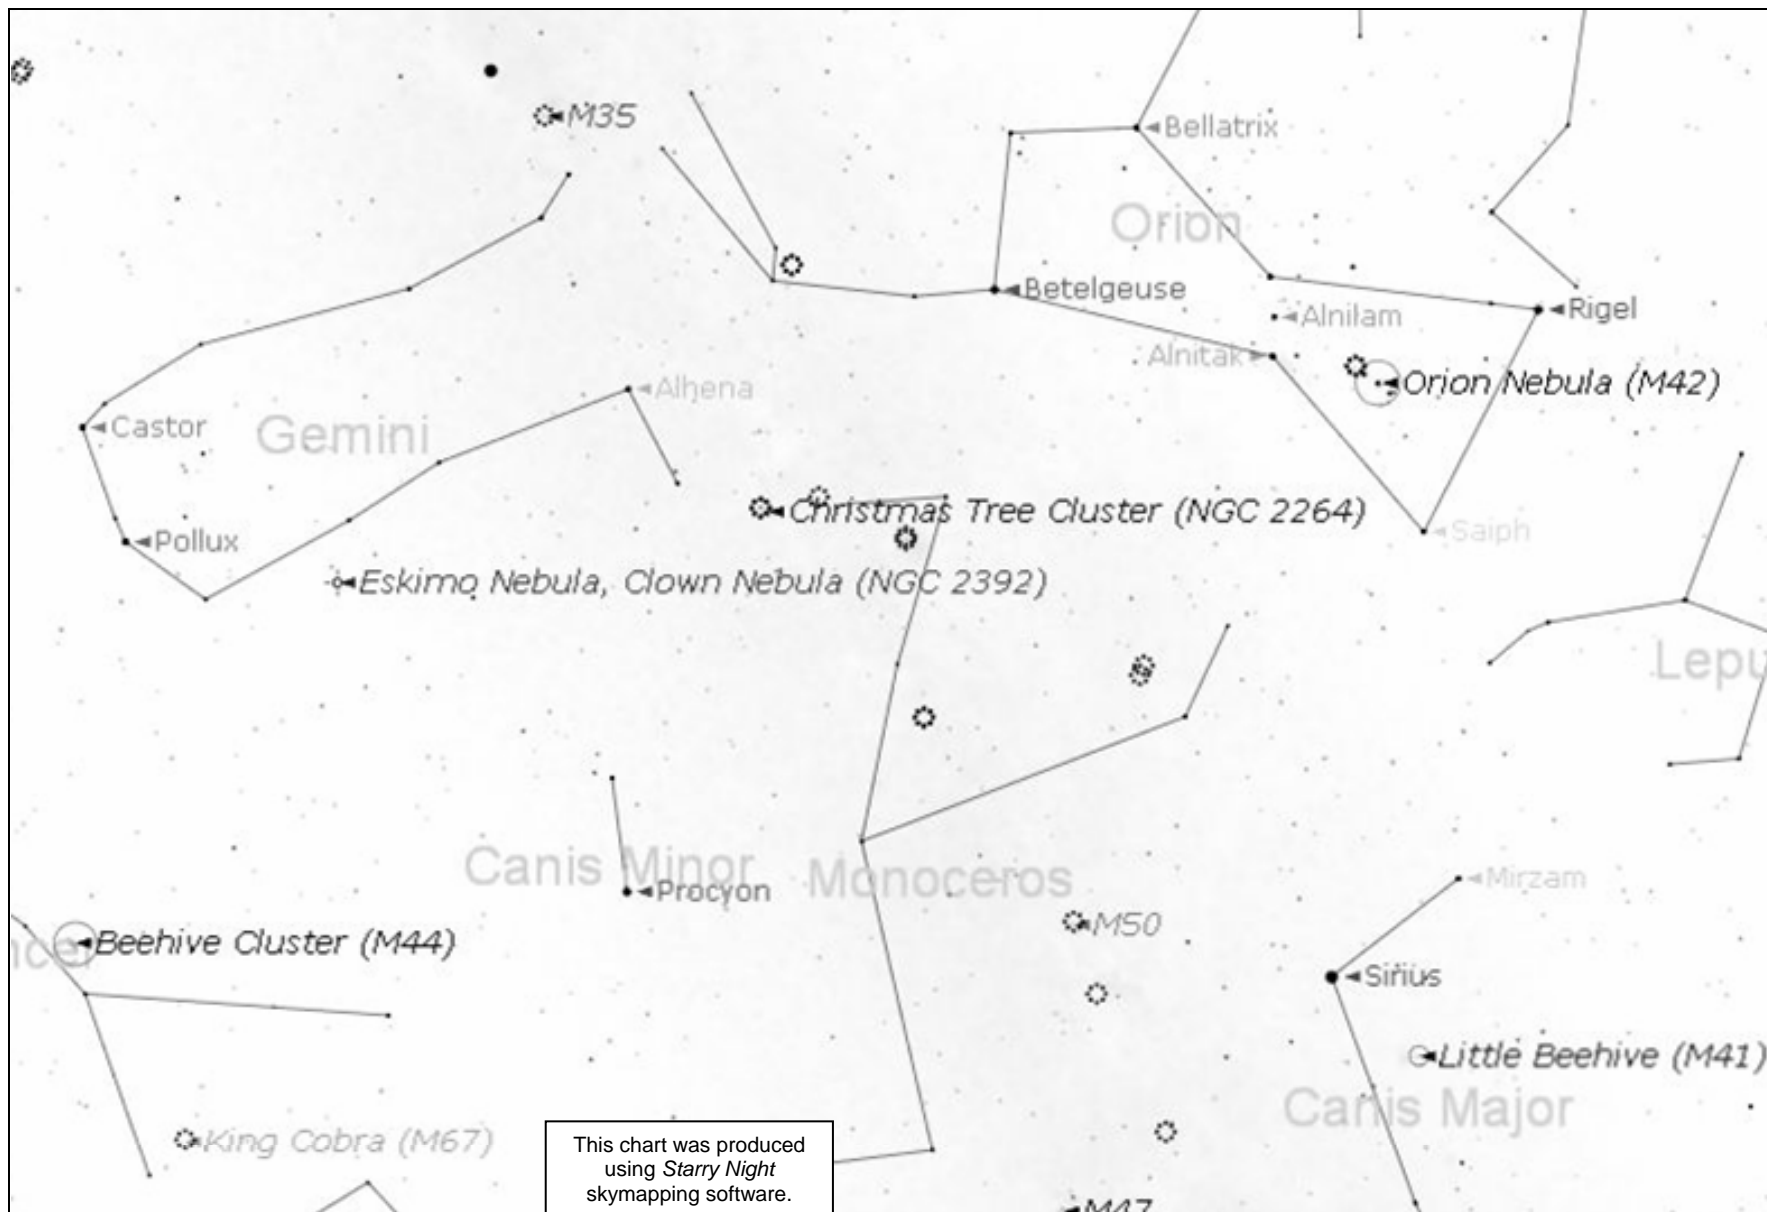 M35
Bellatrix
Orion
Betelgeuse
Rigel
Alnilam
Alnitak
Orion Nebula (M42)
Alhena
Castor
Gemini
Christmas Tree Cluster (NGC 2264)
Saiph
Pollux
Eskimo Nebula, Clown Nebula (NGC 2392)
Lepu
Canis Minor
Monoceros
Mirzam
Procyon
M50
Beehive Cluster (M44)
ncer
Sirius
Little Beehive (M41)
Canis Major
King Cobra (M67)
This chart was produced
using Starry Night
skymapping software.
M47